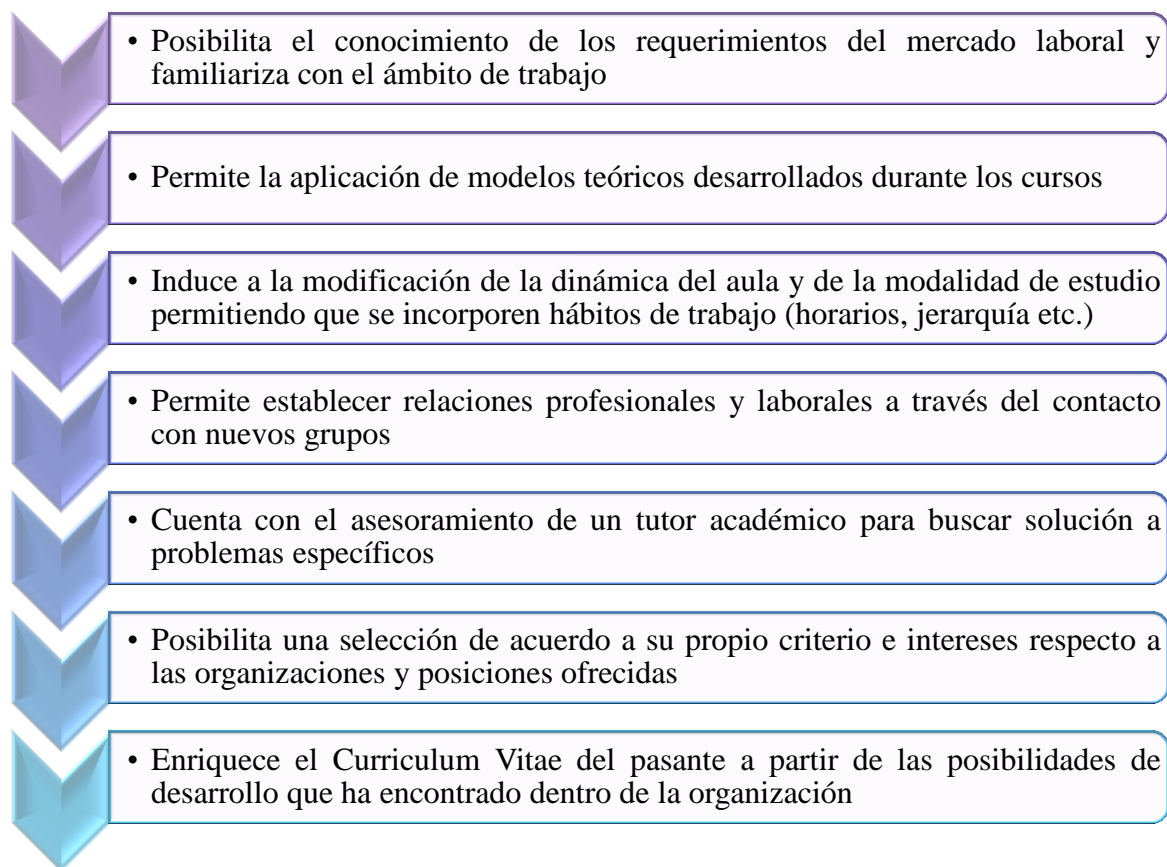 • Posibilita el conocimiento de los requerimientos del mercado laboral y
familiariza con el ámbito de trabajo
• Permite la aplicación de modelos teóricos desarrollados durante los cursos
• Induce a la modificación de la dinámica del aula y de la modalidad de estudio
permitiendo que se incorporen hábitos de trabajo (horarios, jerarquía etc.)
• Permite establecer relaciones profesionales y laborales a través del contacto
con nuevos grupos
• Cuenta con el asesoramiento de un tutor académico para buscar solución a
problemas específicos
• Posibilita una selección de acuerdo a su propio criterio e intereses respecto a
las organizaciones y posiciones ofrecidas
• Enriquece el Curriculum Vitae del pasante a partir de las posibilidades de
desarrollo que ha encontrado dentro de la organización